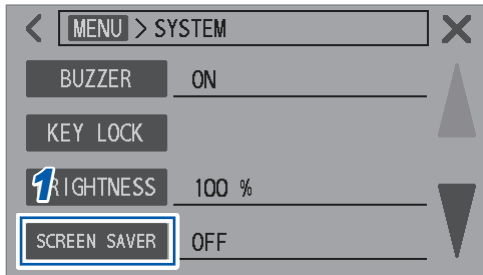 MENU > SYSTEM
BUZZER ON
KEY LOCK
1
RIGHTNESS 100 %
SCREEN SAVER OFF